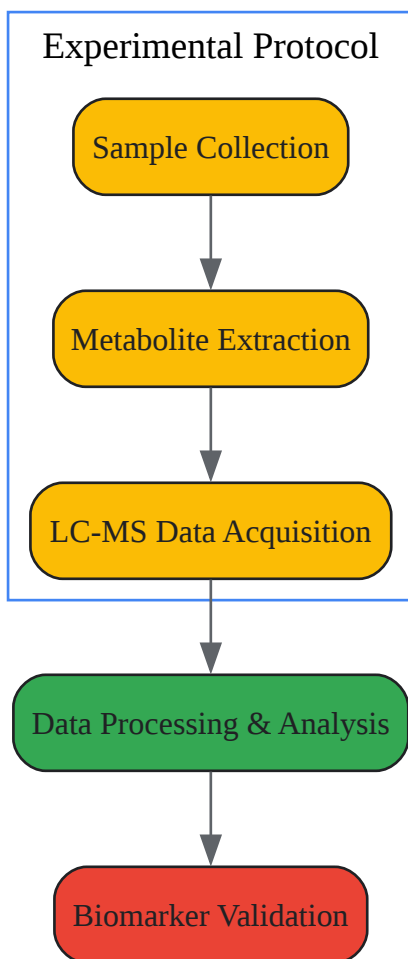 Experimental Protocol
Sample Collection
Metabolite Extraction
LC-MS Data Acquisition
Data Processing & Analysis
Biomarker Validation